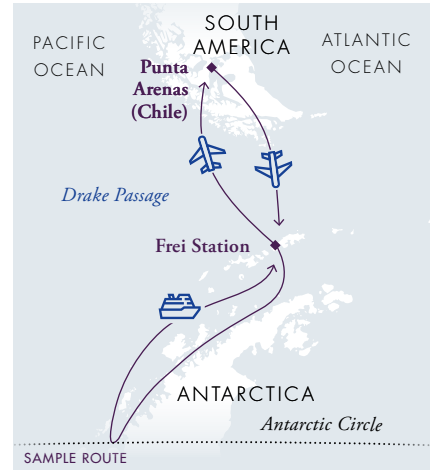 SOUTH
AMERICA
PACIFIC
OCEAN
ATLANTIC
OCEAN
Punta
Arenas
(Chile)
Drake Passage
Frei Station
ANTARCTICA
Antarctic Circle
SAMPLE ROUTE